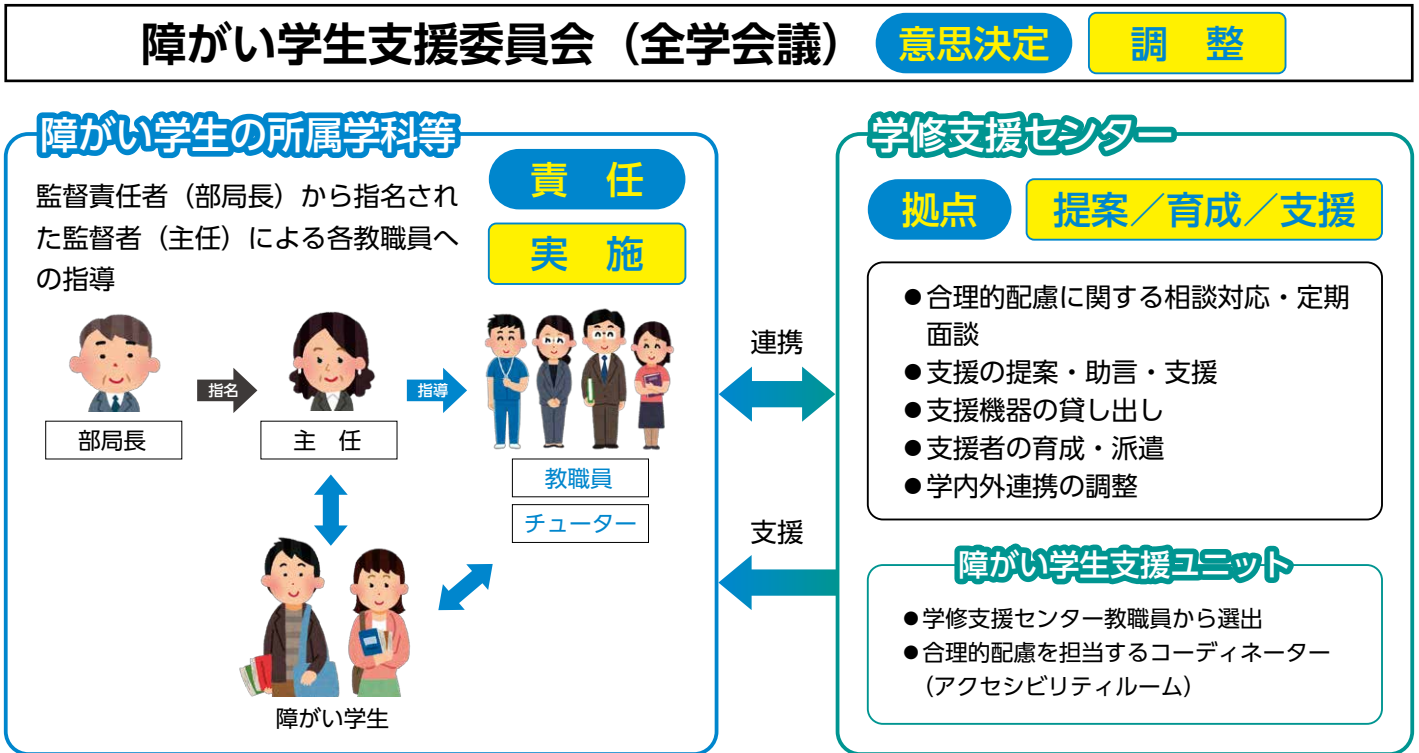 障がい学生支援委員会（全学会議） 意思決定 調　整
障がい学生の所属学科等
監督責任者（部局長）から指名され
た監督者（主任）による各教職員へ
の指導
責　任
実　施
指名
指導
部局長
主　任
教職員
チューター
障がい学生
連携
支援
学修支援センター
拠点 提案／育成／支援
●合理的配慮に関する相談対応・定期
面談
●支援の提案・助言・支援
●支援機器の貸し出し
●支援者の育成・派遣
●学内外連携の調整
障がい学生支援ユニット
●学修支援センター教職員から選出
●合理的配慮を担当するコーディネーター
（アクセシビリティルーム）